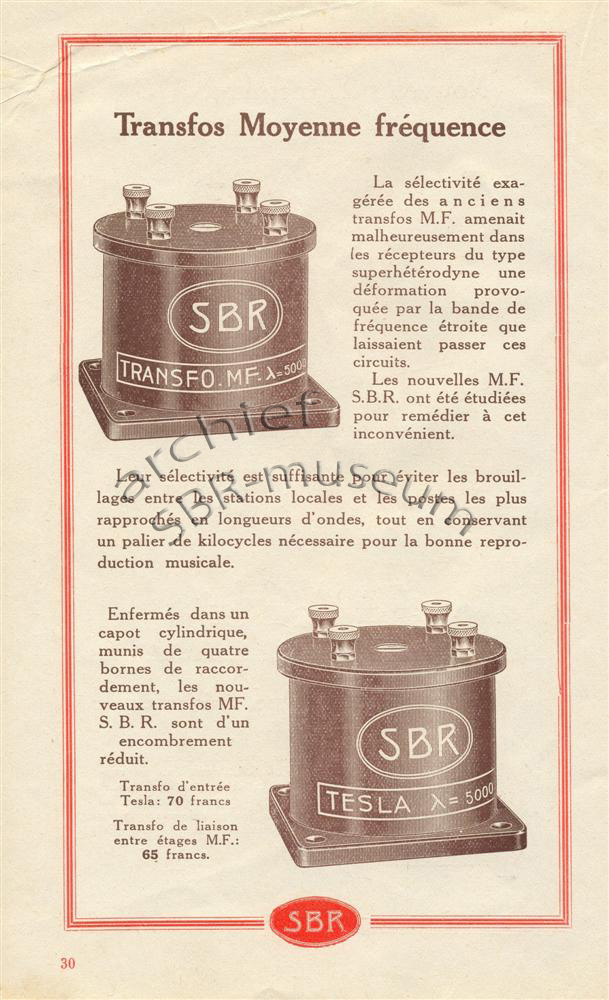 Transfos Moyenne fréquence
La sélectivité exa-
gérée des anciens
transfos M.F. amenait
malheureusement dans
les récepteurs du type
superhétérodyne une
déformation provo-
quée par la bande de
fréquence étroite que
laissaient passer ces
circuits.
Les nouvelles M.F.
S.B.R. ont été étudiées
pour remédier à cet
inconvénient.
SBR
TRANSFO. MF. λ=5000
Leur sélectivité est suffisante pour éviter les brouil-
lages entre les stations locales et les postes les plus
rapprochés en longueurs d'ondes, tout en conservant
un palier de kilocycles nécessaire pour la bonne repro-
duction musicale.
archief
SBR museum
Enfermés dans un
capot cylindrique,
munis de quatre
bornes de raccor-
dement, les nou-
veaux transfos MF.
S. B. R. sont d'un
encombrement
réduit.
Transfo d'entrée
Tesla: 70 francs
Transfo de liaison
entre étages M.F.:
65 francs.
SBR
TESLA λ=5000
SBR
30